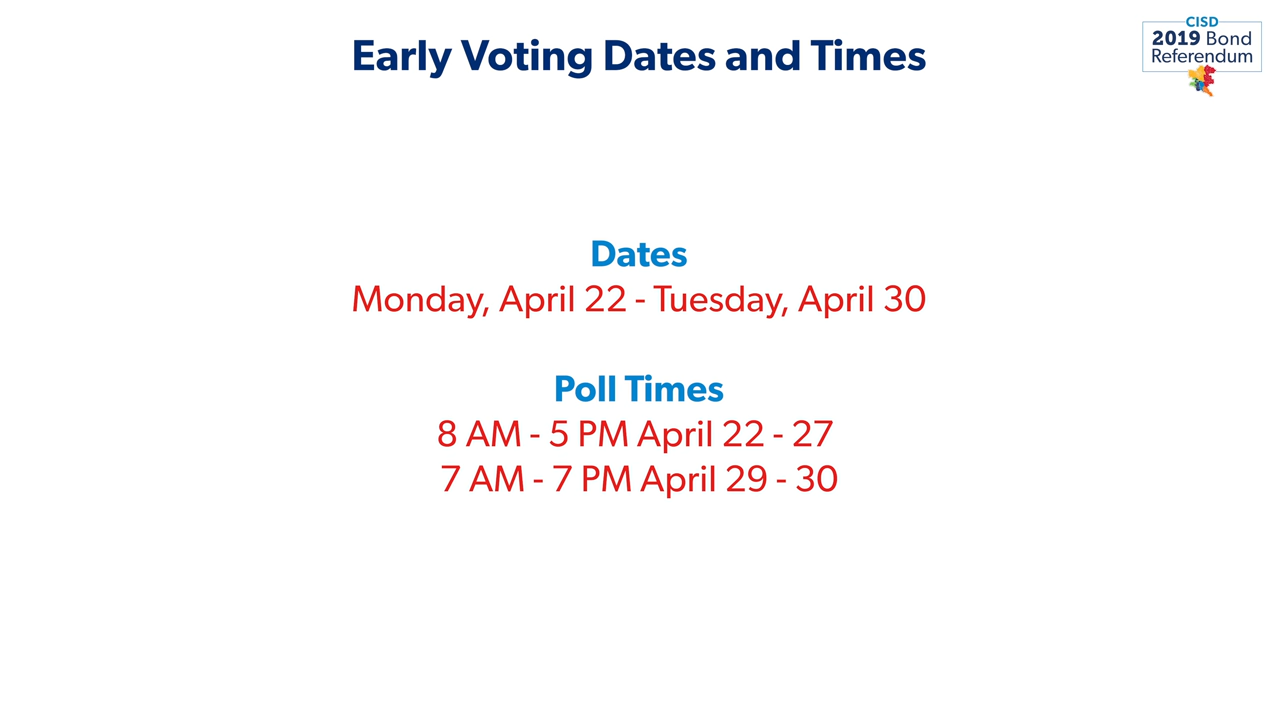 Early Voting Dates and Times
CISD
2019 Bond
Referendum
Dates
Monday, April 22 - Tuesday, April 30
Poll Times
8 AM - 5 PM April 22 - 27
7 AM - 7 PM April 29 - 30